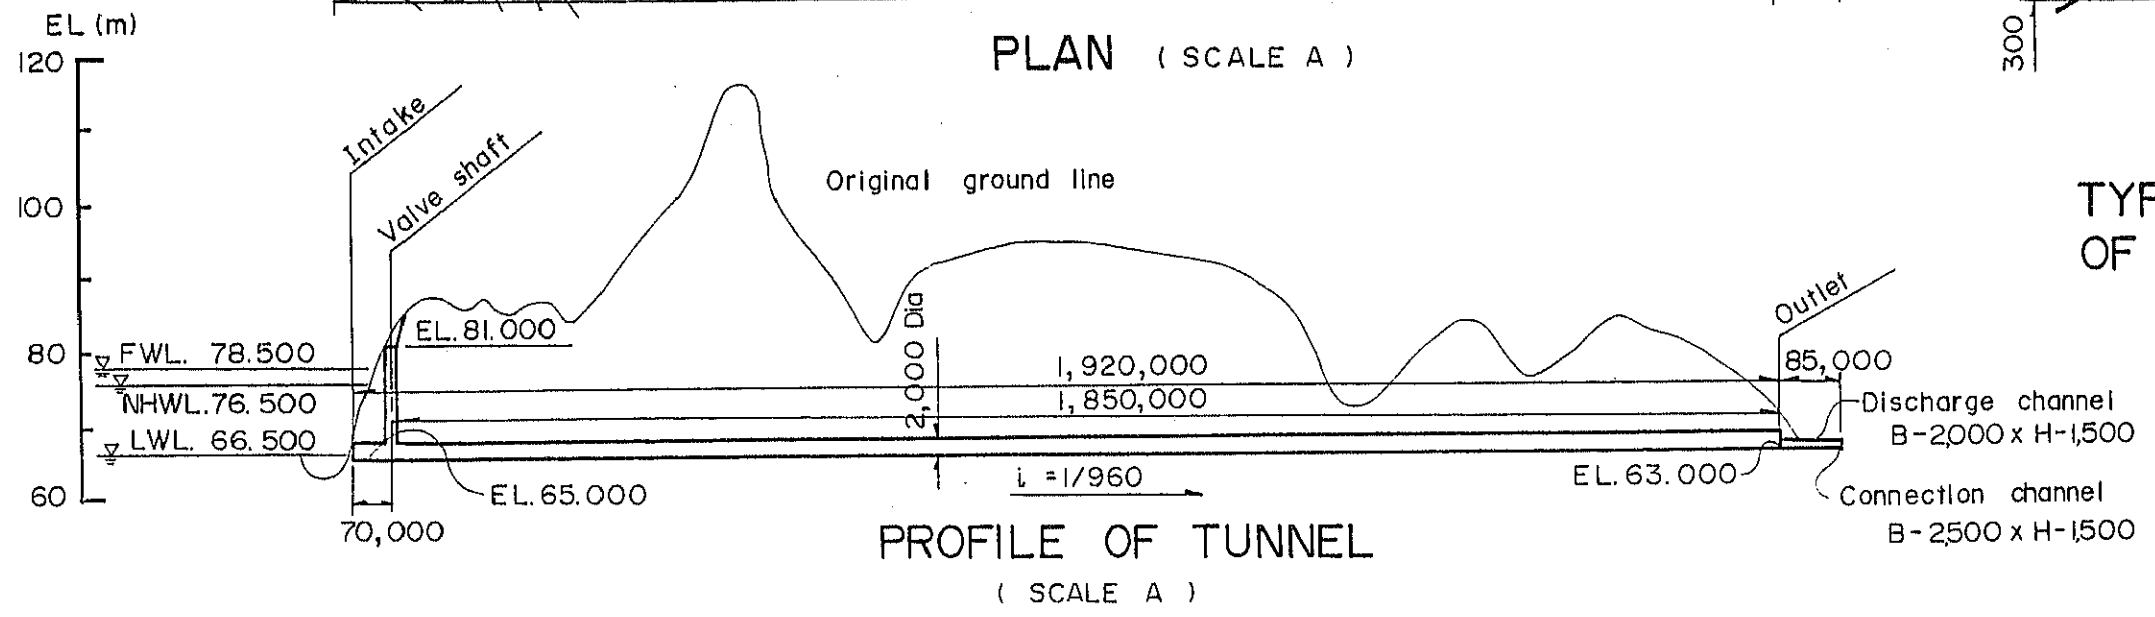 EL (m)
PLAN ( SCALE A )
300
120
Intake
Valve shaft
Original ground line
100
TYP
OF
Outlet
EL. 81.000
2,000 Dia
80
FWL. 78.500
1,920,000
85,000
NHWL. 76.500
1,850,000
Discharge channel
B-2,000 x H-1,500
LWL. 66.500
EL. 63.000
i = 1/960
60
EL. 65.000
Connection channel
B-2,500 x H-1,500
70,000
PROFILE OF TUNNEL
( SCALE A )